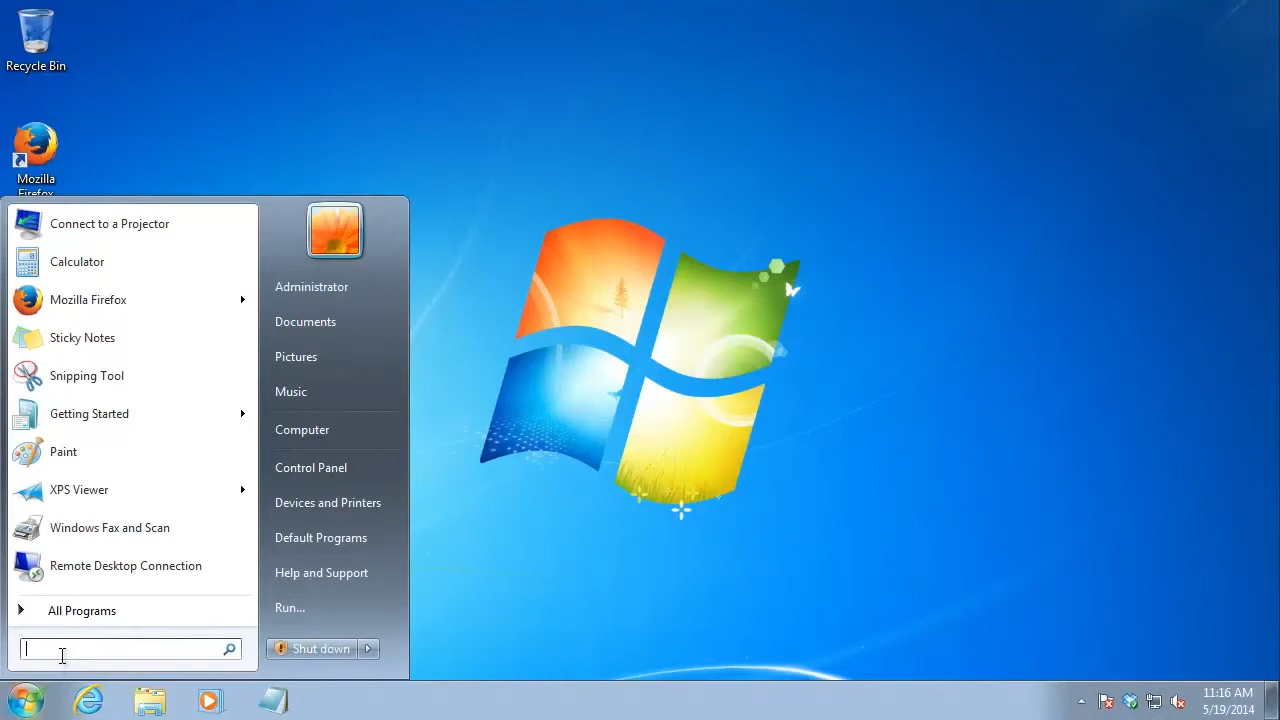 Recycle Bin
Mozilla
Firefox
Connect to a Projector
Calculator
Mozilla Firefox
Sticky Notes
Snipping Tool
Getting Started
Paint
XPS Viewer
Windows Fax and Scan
Remote Desktop Connection
All Programs
Administrator
Documents
Pictures
Music
Computer
Control Panel
Devices and Printers
Default Programs
Help and Support
Run...
Shut down
11:16 AM
5/19/2014